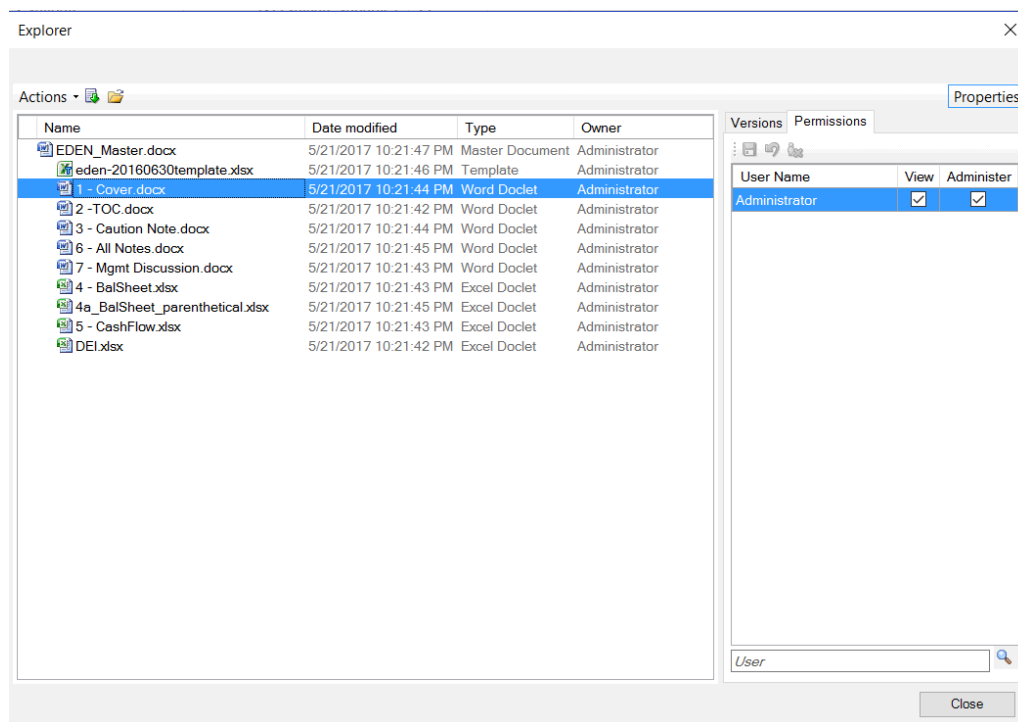 Explorer
Actions
Properties
Name Date modified Type Owner
Versions Permissions
EDEN_Master.docx 5/21/2017 10:21:47 PM Master Document Administrator
eden-20160630template.xlsx 5/21/2017 10:21:46 PM Template Administrator
User Name View Administer
1 - Cover.docx 5/21/2017 10:21:44 PM Word Doclet Administrator
Administrator
2 -TOC.docx 5/21/2017 10:21:42 PM Word Doclet Administrator
3 - Caution Note.docx 5/21/2017 10:21:44 PM Word Doclet Administrator
6 - All Notes.docx 5/21/2017 10:21:45 PM Word Doclet Administrator
7 - Mgmt Discussion.docx 5/21/2017 10:21:43 PM Word Doclet Administrator
4 - BalSheet.xlsx 5/21/2017 10:21:43 PM Excel Doclet Administrator
4a_BalSheet_parenthetical.xlsx 5/21/2017 10:21:45 PM Excel Doclet Administrator
5 - CashFlow.xlsx 5/21/2017 10:21:43 PM Excel Doclet Administrator
DEI.xlsx 5/21/2017 10:21:42 PM Excel Doclet Administrator
User
Close